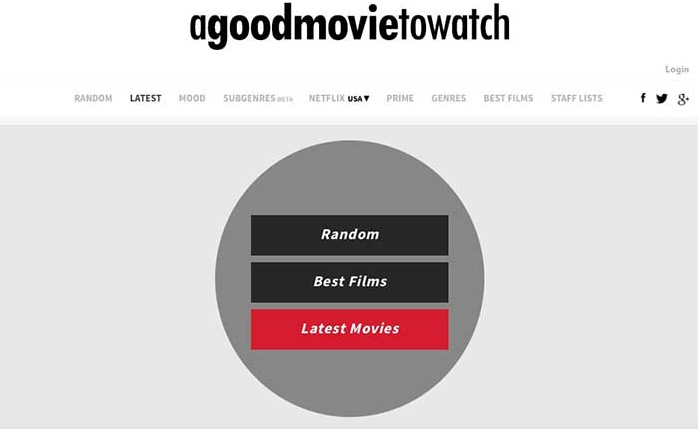 agoodmovietowatch
Login
RANDOM LATEST MOOD SUBGENRES BETA NETFLIX USA▼ PRIME GENRES BEST FILMS STAFF LISTS f g+
Random
Best Films
Latest Movies